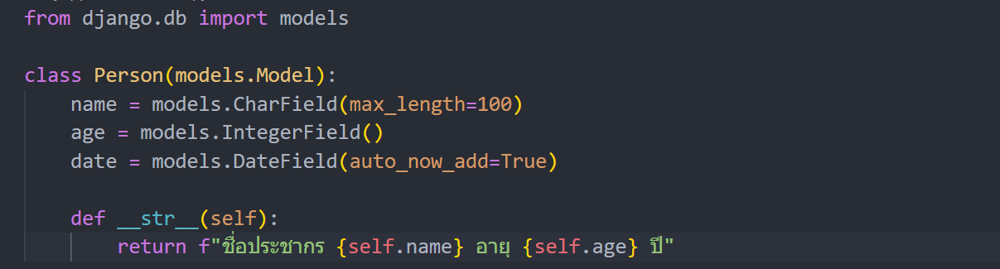 from django.db import models
class Person(models.Model):
name = models.CharField(max_length=100)
age = models.IntegerField()
date = models.DateField(auto_now_add=True)
def __str__(self):
return f"ชื่อประชากร {self.name} อายุ {self.age} ปี"